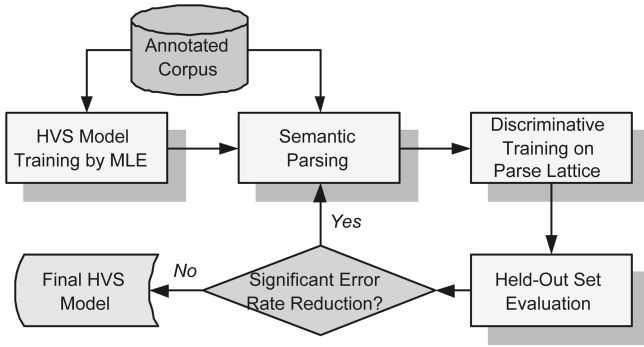 Annotated
Corpus
HVS Model
Training by MLE
Semantic
Parsing
Discriminative
Training on
Parse Lattice
Yes
Final HVS
Model
No
Significant Error
Rate Reduction?
Held-Out Set
Evaluation